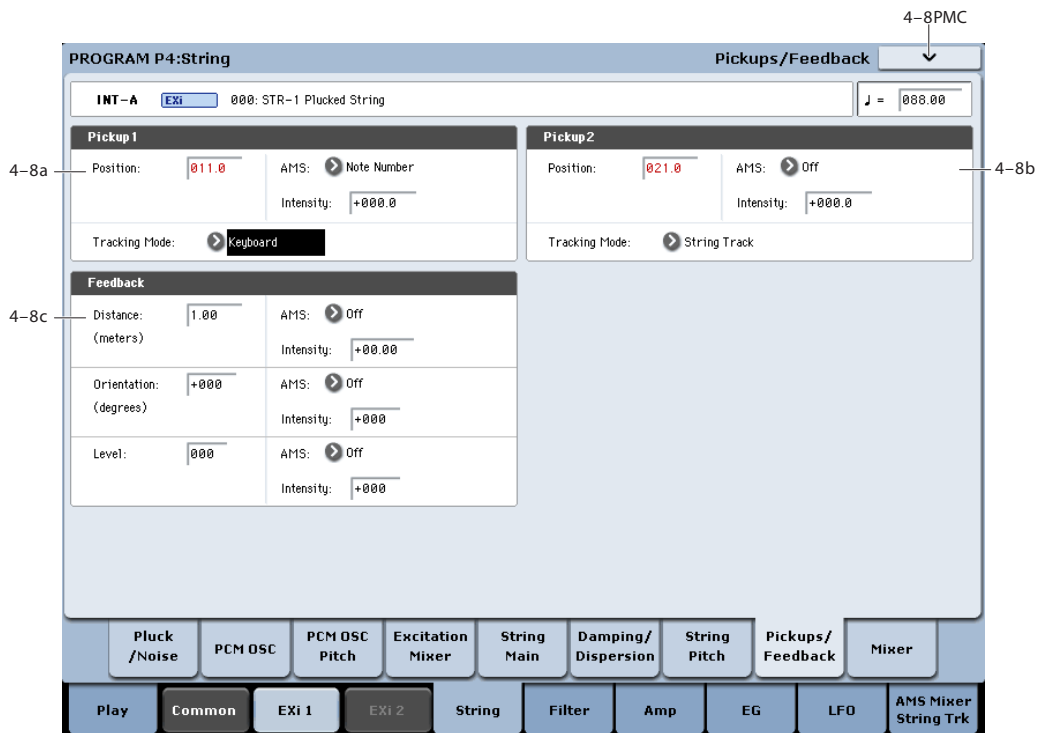 4-8PMC
PROGRAM P4:String Pickups/Feedback
INT-A EXi 000: STR-1 Plucked String ♩ = 088.00
Pickup1
4-8a
Position: 011.0 AMS: Note Number
Intensity: +000.0
Tracking Mode: Keyboard
Pickup2
Position: 021.0 AMS: Off
4-8b
Intensity: +000.0
Tracking Mode: String Track
Feedback
4-8c
Distance: 1.00 AMS: Off
(meters)
Intensity: +00.00
Orientation: +000 AMS: Off
(degrees)
Intensity: +000
Level: 000 AMS: Off
Intensity: +000
Pluck
/Noise
PCM OSC
PCM OSC
Pitch
Excitation
Mixer
String
Main
Damping/
Dispersion
String
Pitch
Pickups/
Feedback
Mixer
Play
Common
EXi 1
EXi 2
String
Filter
Amp
EG
LFO
AMS Mixer
String Trk